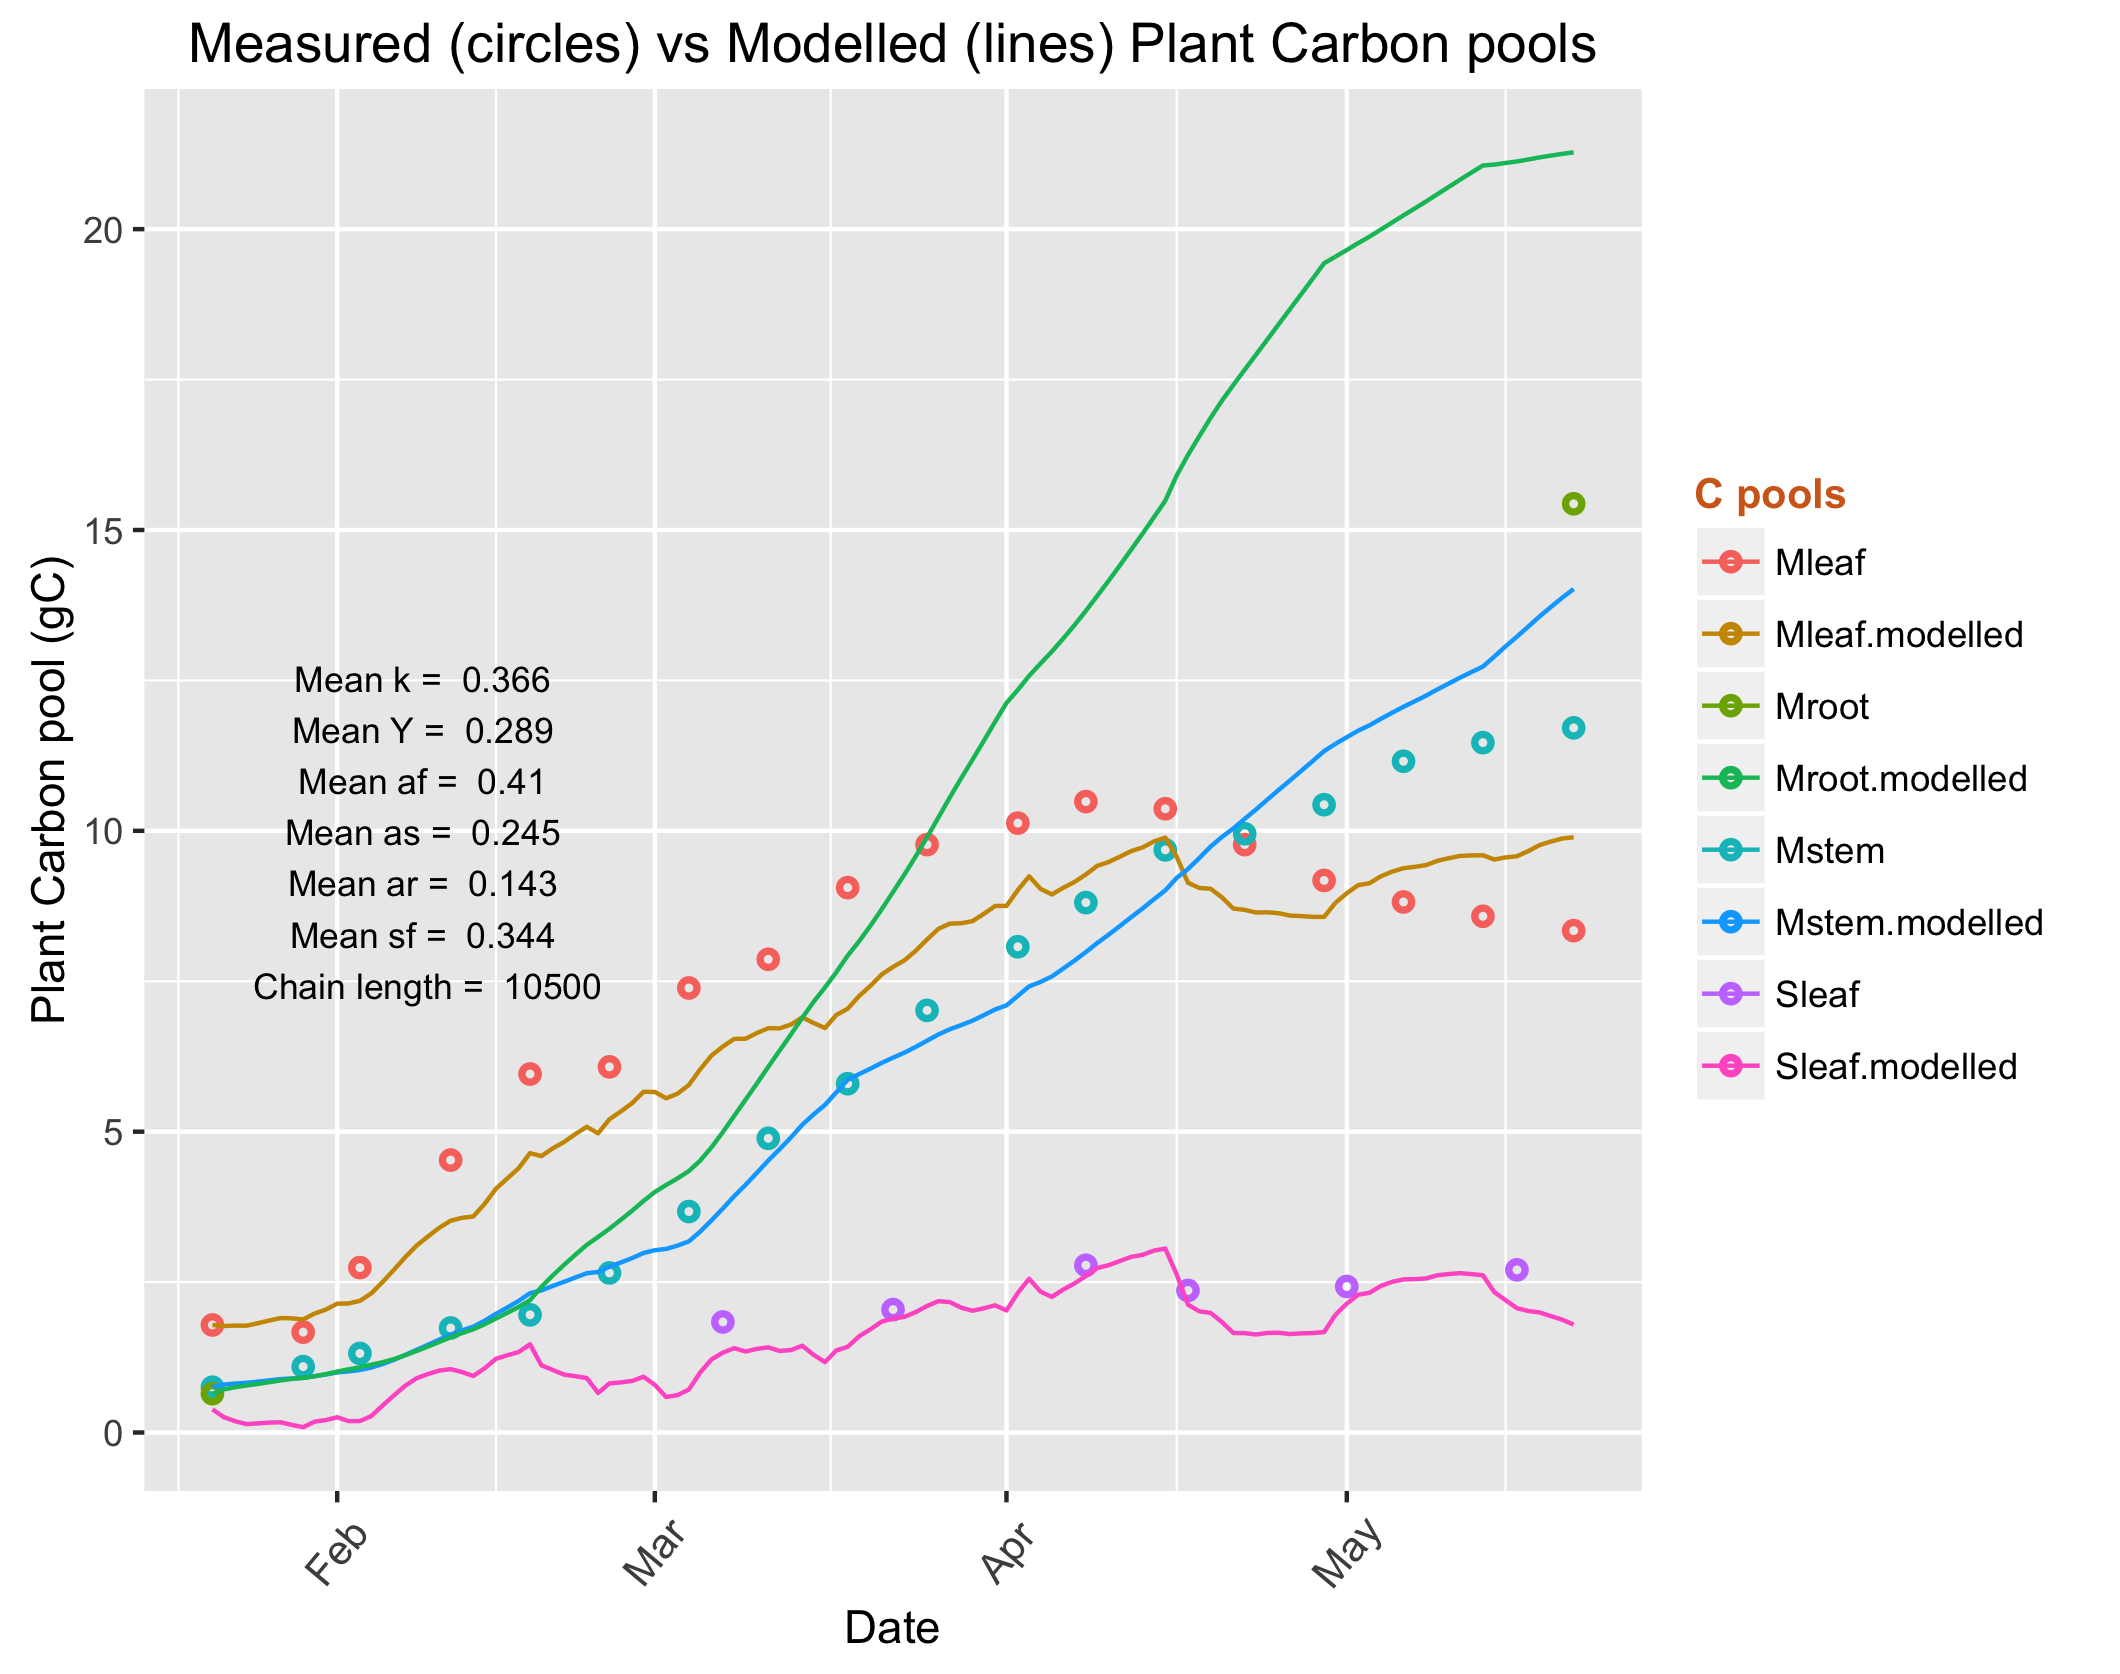 Measured (circles) vs Modelled (lines) Plant Carbon pools
Plant Carbon pool (gC)
20
15
10
5
0
Mean k = 0.366
Mean Y = 0.289
Mean af = 0.41
Mean as = 0.245
Mean ar = 0.143
Mean sf = 0.344
Chain length = 10500
Feb
Mar
Apr
May
Date
C pools
Mleaf
Mleaf.modelled
Mroot
Mroot.modelled
Mstem
Mstem.modelled
Sleaf
Sleaf.modelled